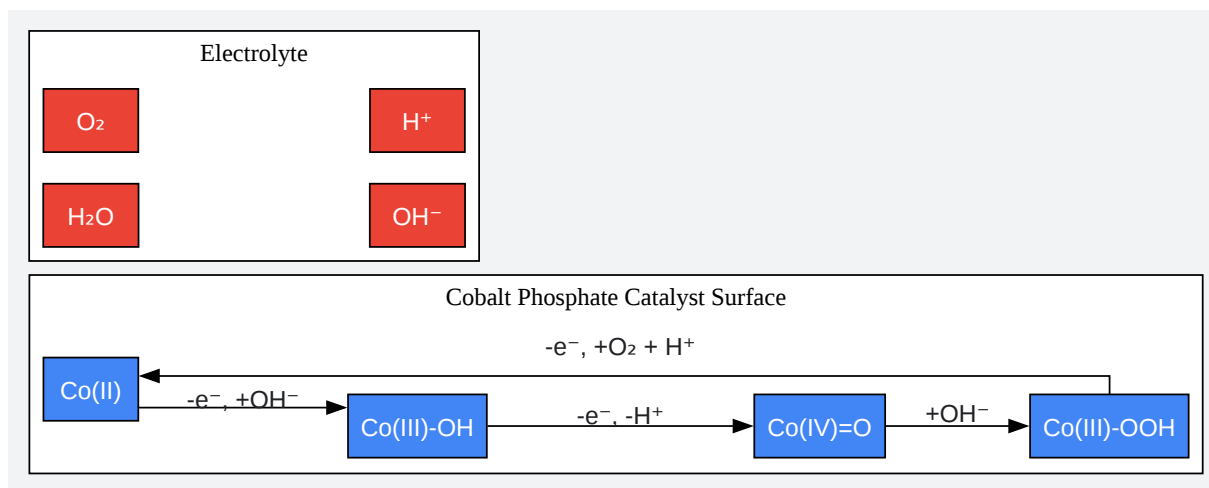 Electrolyte
O₂
H⁺
H₂O
OH⁻
Cobalt Phosphate Catalyst Surface
-e⁻, +O₂ + H⁺
Co(II)
-e⁻, +OH⁻
Co(III)-OH
-e⁻, -H⁺
Co(IV)=O
+OH⁻
Co(III)-OOH